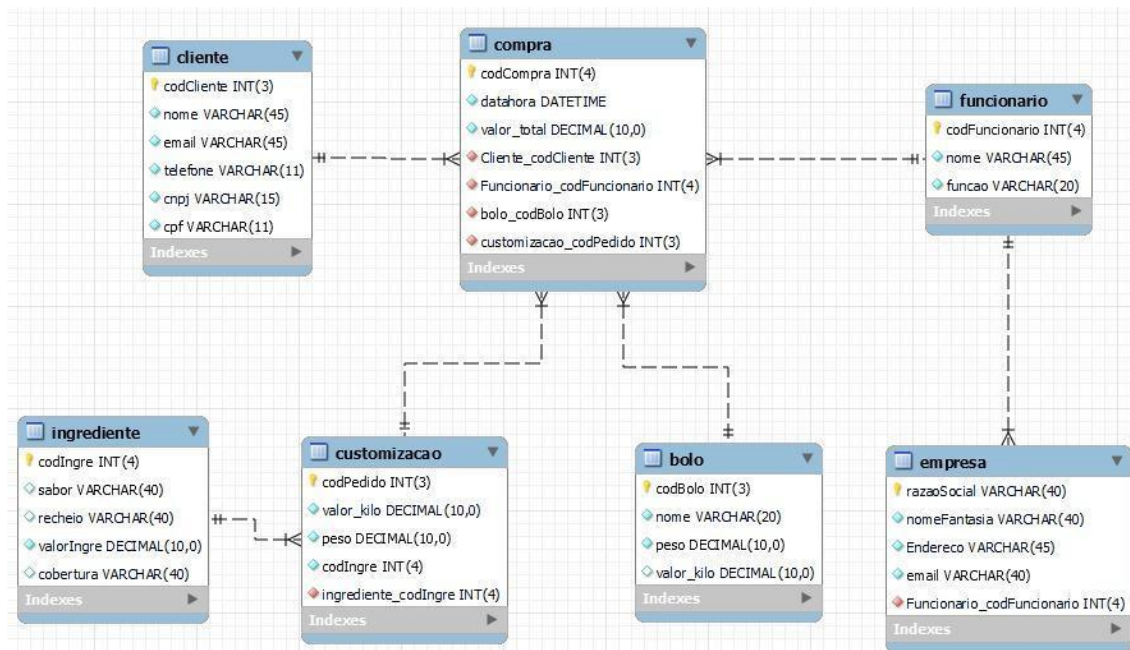 cliente
codCliente INT(3)
nome VARCHAR(45)
email VARCHAR(45)
telefone VARCHAR(11)
cnpj VARCHAR(15)
cpf VARCHAR(11)
Indexes
compra
codCompra INT(4)
datahora DATETIME
valor_total DECIMAL(10,0)
Cliente_codCliente INT(3)
Funcionario_codFuncionario INT(4)
bolo_codBolo INT(3)
customizacao_codPedido INT(3)
Indexes
funcionario
codFuncionario INT(4)
nome VARCHAR(45)
funcao VARCHAR(20)
Indexes
ingrediente
codIngre INT(4)
sabor VARCHAR(40)
recheio VARCHAR(40)
valorIngre DECIMAL(10,0)
cobertura VARCHAR(40)
Indexes
customizacao
codPedido INT(3)
valor_kilo DECIMAL(10,0)
peso DECIMAL(10,0)
codIngre INT(4)
ingrediente_codIngre INT(4)
Indexes
bolo
codBolo INT(3)
nome VARCHAR(20)
peso DECIMAL(10,0)
valor_kilo DECIMAL(10,0)
Indexes
empresa
razaoSocial VARCHAR(40)
nomeFantasia VARCHAR(40)
Endereco VARCHAR(45)
email VARCHAR(40)
Funcionario_codFuncionario INT(4)
Indexes